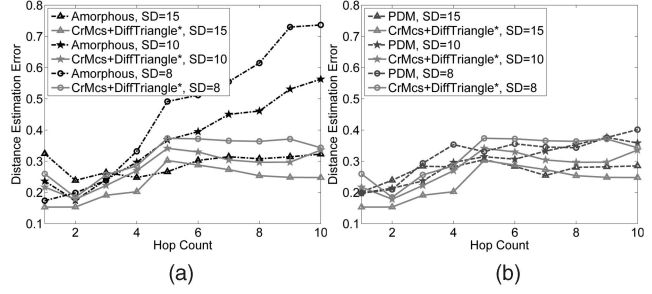 Distance Estimation Error
0.8
0.7
0.6
0.5
0.4
0.3
0.2
0.1
Amorphous, SD=15
CrMcs+DiffTriangle*, SD=15
Amorphous, SD=10
CrMcs+DiffTriangle*, SD=10
Amorphous, SD=8
CrMcs+DiffTriangle*, SD=8
2 4 6 8 10
Hop Count
(a)
Distance Estimation Error
0.8
0.7
0.6
0.5
0.4
0.3
0.2
0.1
PDM, SD=15
CrMcs+DiffTriangle*, SD=15
PDM, SD=10
CrMcs+DiffTriangle*, SD=10
PDM, SD=8
CrMcs+DiffTriangle*, SD=8
2 4 6 8 10
Hop Count
(b)